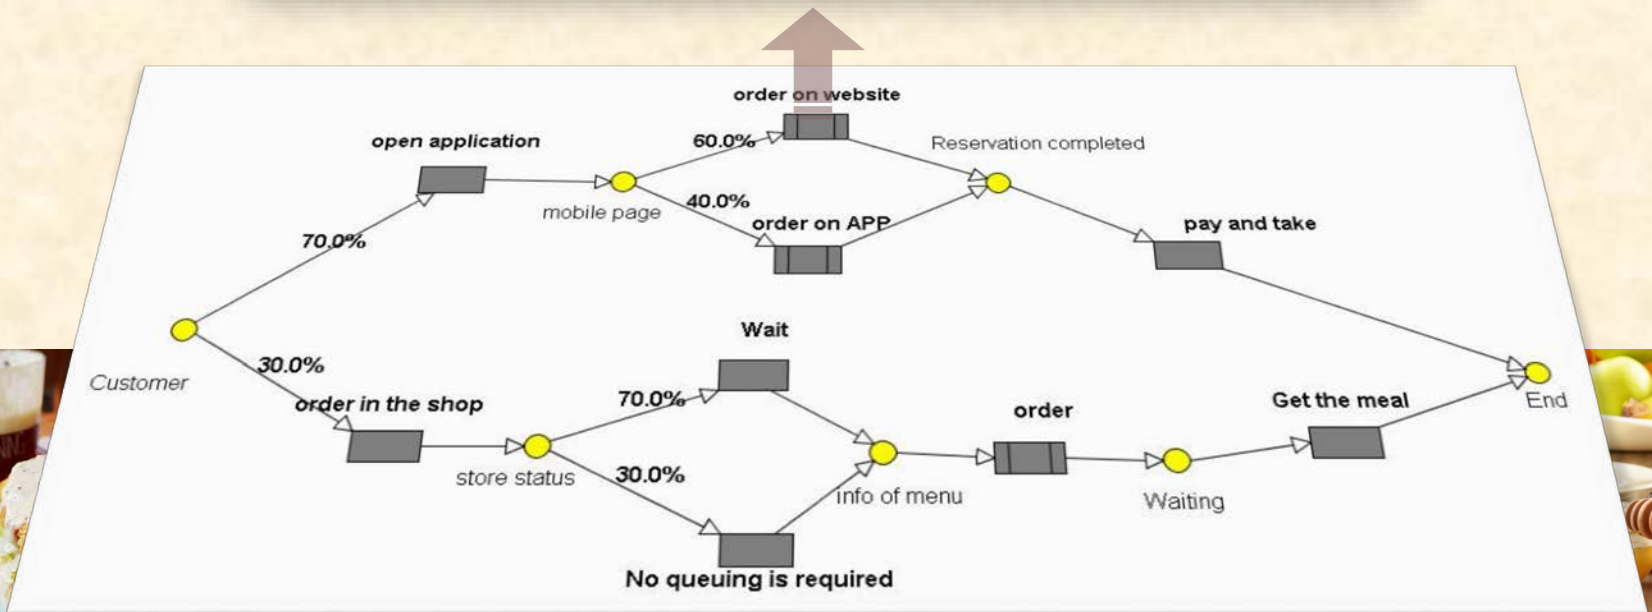 order on website
open application
60.0%
Reservation completed
mobile page
40.0%
order on APP
pay and take
70.0%
Wait
Customer
30.0%
order in the shop
70.0%
order
Get the meal
End
store status
30.0%
info of menu
Waiting
No queuing is required